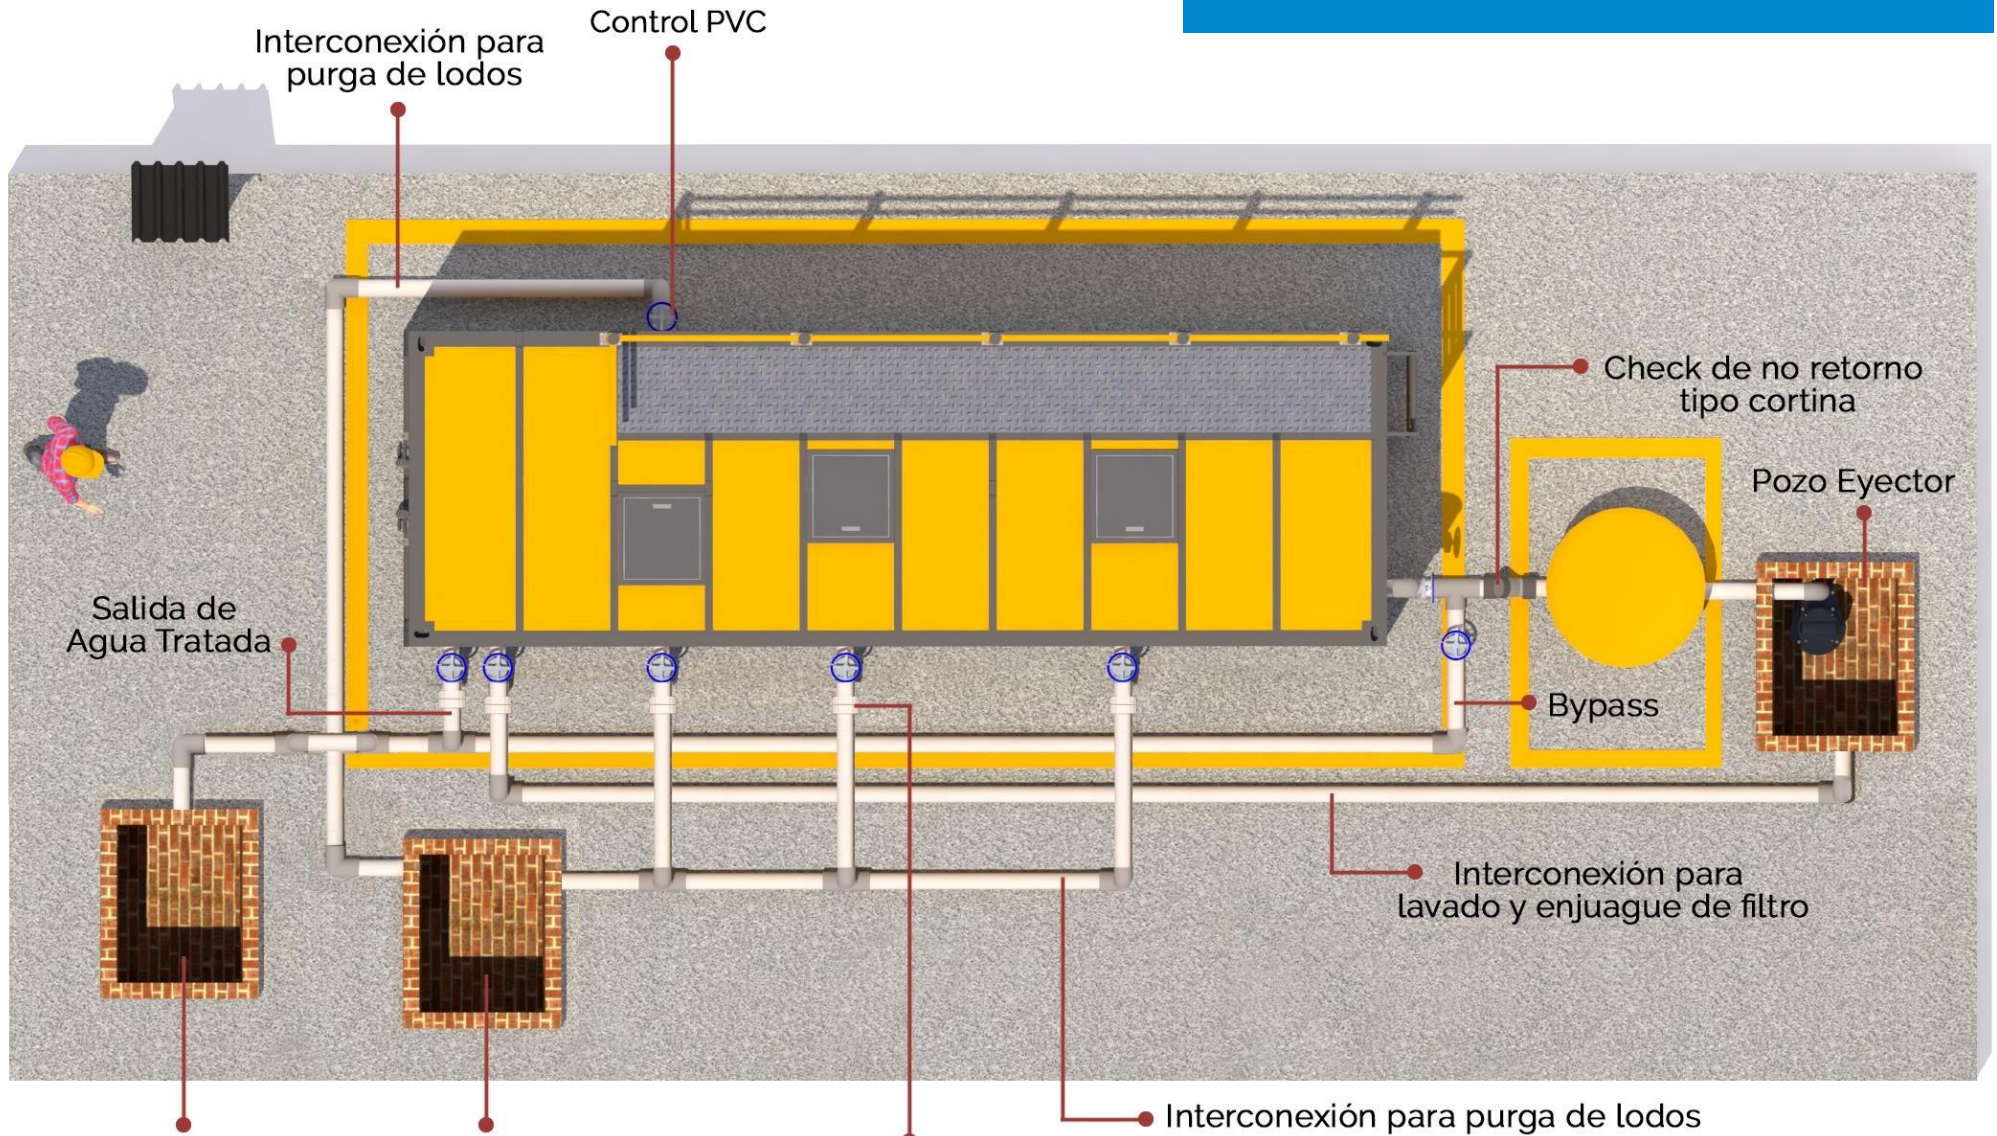 Control PVC
Interconexión para
purga de lodos
Check de no retorno
tipo cortina
Pozo Eyector
Salida de
Agua Tratada
Bypass
Interconexión para
lavado y enjuague de filtro
Interconexión para purga de lodos